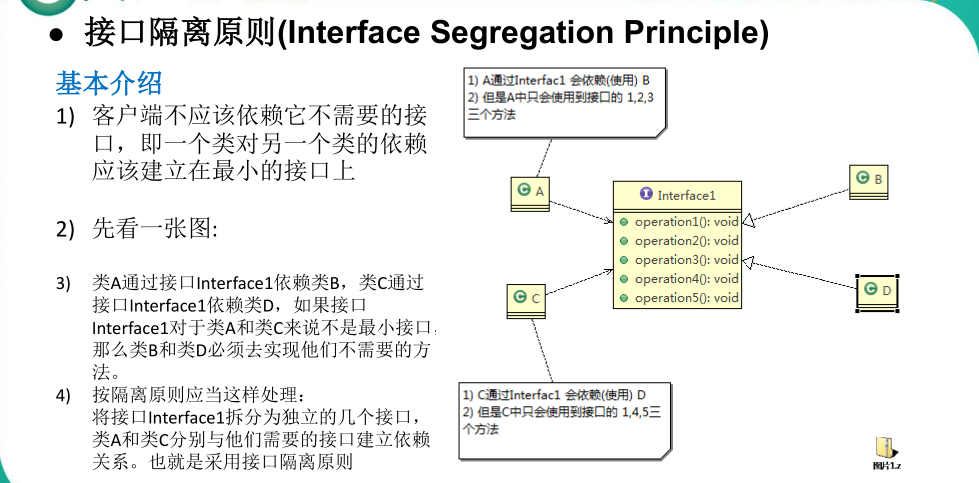 ● 接口隔离原则(Interface Segregation Principle)
基本介绍
1) 客户端不应该依赖它不需要的接
口，即一个类对另一个类的依赖
应该建立在最小的接口上
2) 先看一张图:
3) 类A通过接口Interface1依赖类B，类C通过
接口Interface1依赖类D，如果接口
Interface1对于类A和类C来说不是最小接口，
那么类B和类D必须去实现他们不需要的方
法。
4) 按隔离原则应当这样处理：
将接口Interface1拆分为独立的几个接口，
类A和类C分别与他们需要的接口建立依赖
关系。也就是采用接口隔离原则
1) A通过Interfac1 会依赖(使用) B
2) 但是A中只会使用到接口的 1,2,3
三个方法
C A
I Interface1
operation1(): void
operation2(): void
operation3(): void
operation4(): void
operation5(): void
C B
C C
C D
1) C通过Interfac1 会依赖(使用) D
2) 但是C中只会使用到接口的 1,4,5三
个方法
图片1.z